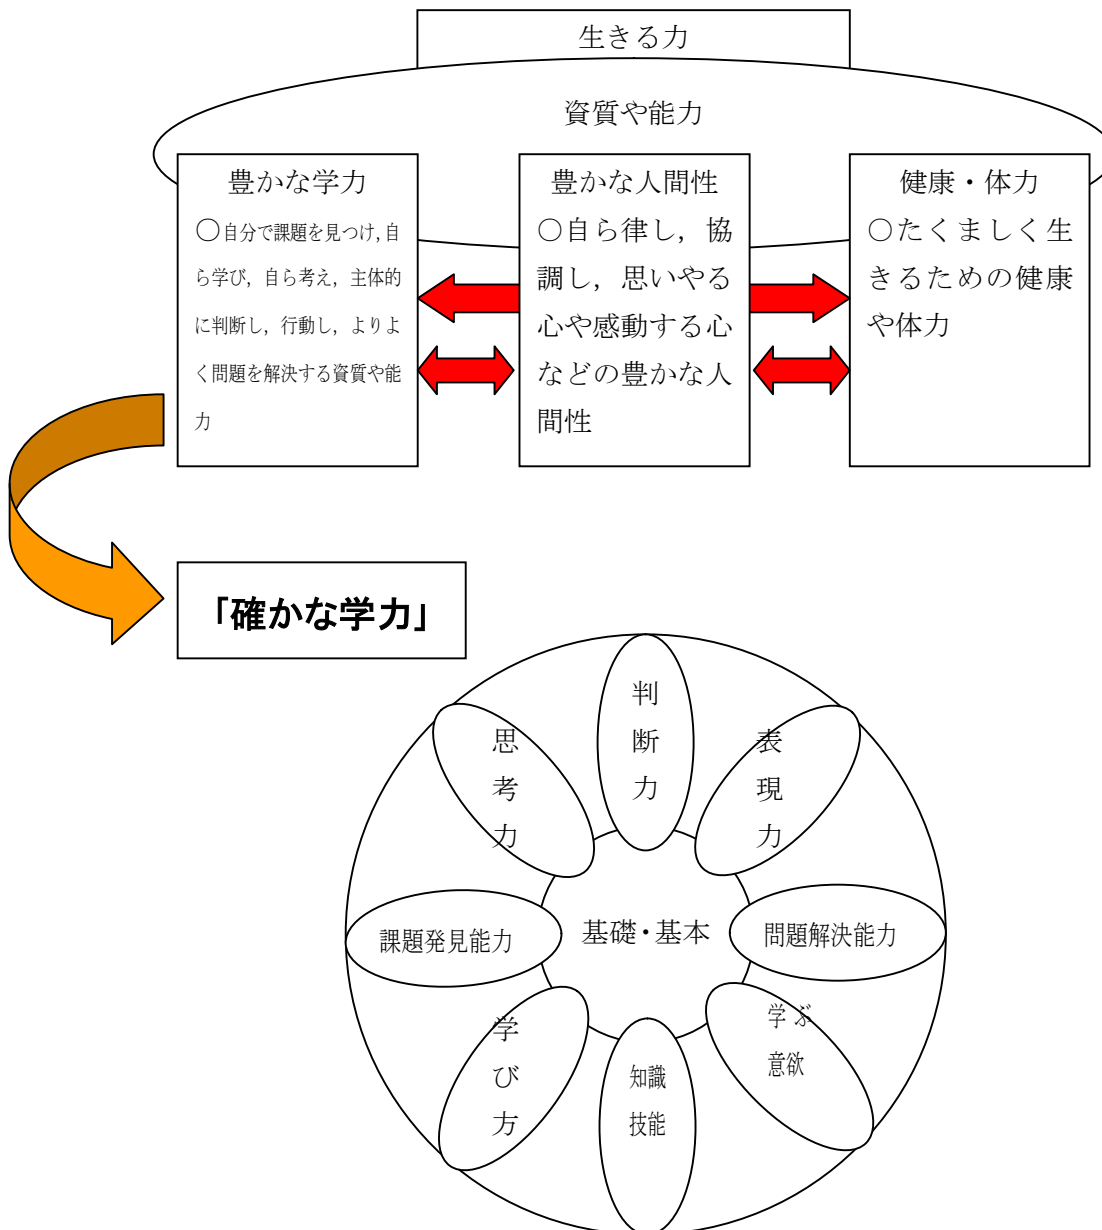 生きる力
資質や能力
豊かな学力
○自分で課題を見つけ,自
ら学び，自ら考え，主体的
に判断し，行動し，よりよ
く問題を解決する資質や能
力
豊かな人間性
○自ら律し，協
調し，思いやる
心や感動する心
などの豊かな人
間性
健康・体力
○たくましく生
きるための健康
や体力
「確かな学力」
判断力
思考力
表現力
課題発見能力
基礎・基本
問題解決能力
学び方
知識
技能
学ぶ
意欲